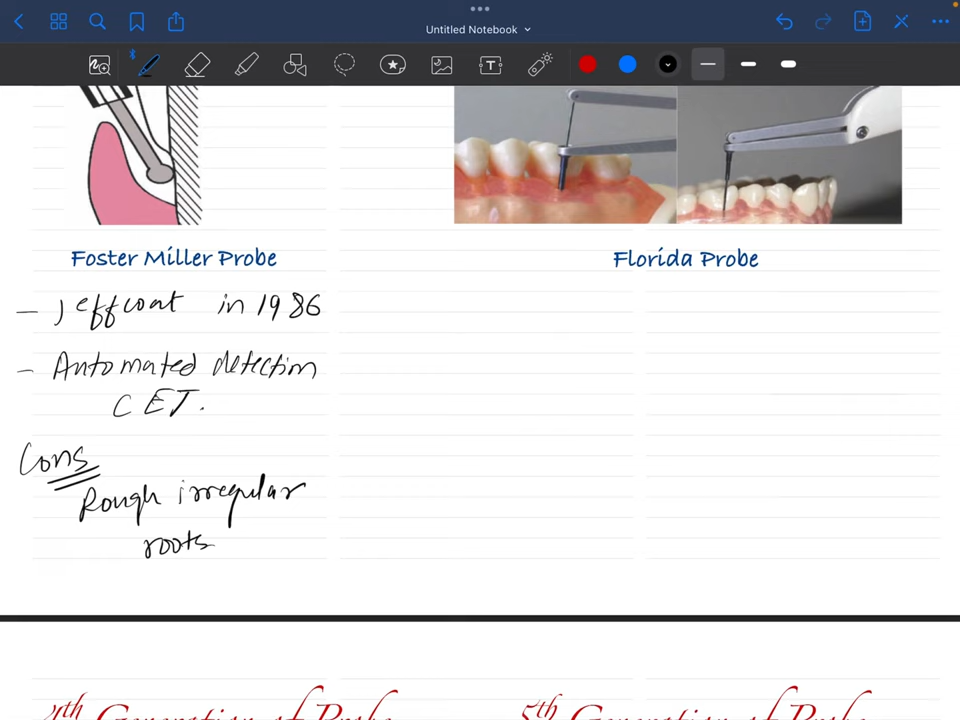 Untitled Notebook
T
Foster Miller Probe
Florida Probe
– Jeffcoat in 1986
– Automated detection
CEJ.
Cons
Rough irregular
roots
4th Generation of Probe
5th Generation of Probe